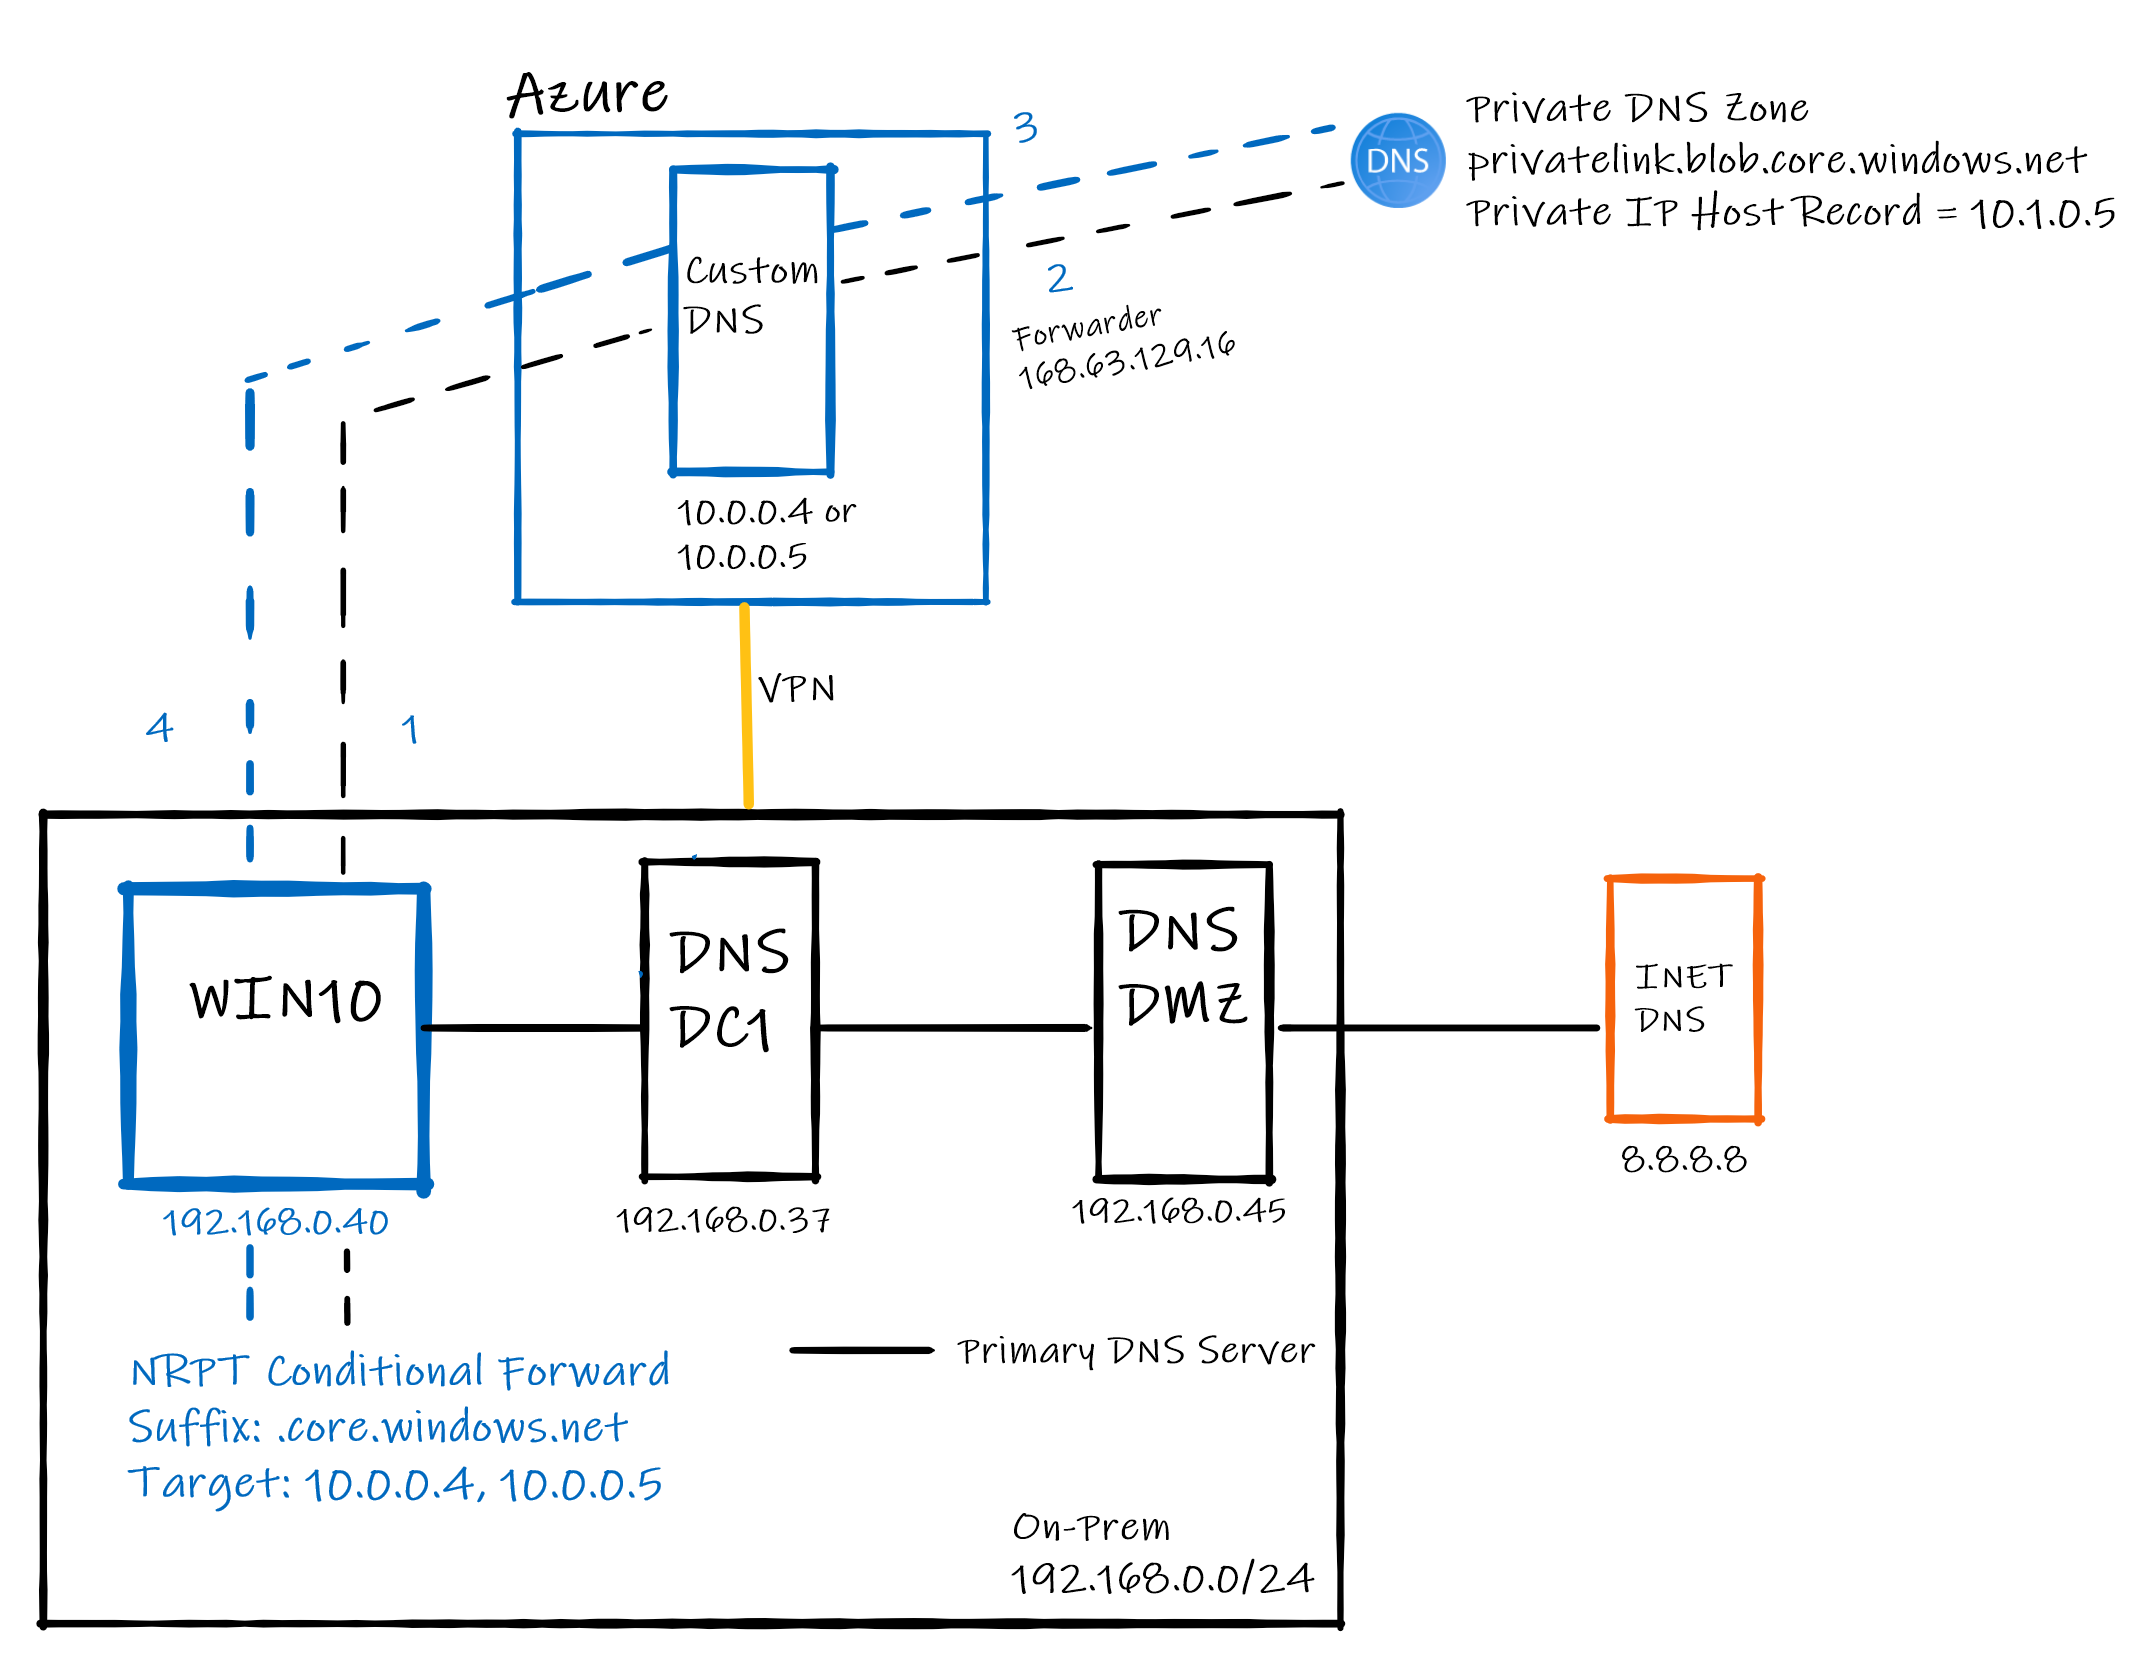 Azure
3
DNS
Private DNS Zone
privatelink.blob.core.windows.net
Private IP Host Record = 10.1.0.5
Custom
DNS
2
Forwarder
168.63.129.16
10.0.0.4 or
10.0.0.5
VPN
4
1
WIN10
192.168.0.40
DNS
DC1
192.168.0.37
DNS
DMZ
192.168.0.45
INET
DNS
8.8.8.8
NRPT Conditional Forward
Suffix: .core.windows.net
Target: 10.0.0.4, 10.0.0.5
Primary DNS Server
On-Prem
192.168.0.0/24